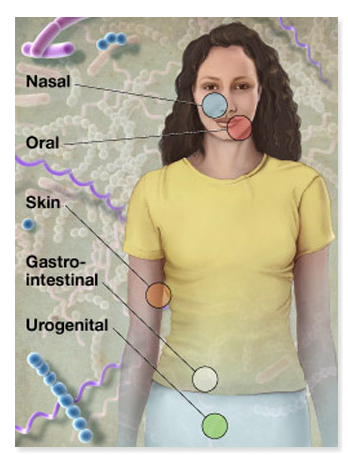 Nasal
Oral
Skin
Gastro-
intestinal
Urogenital